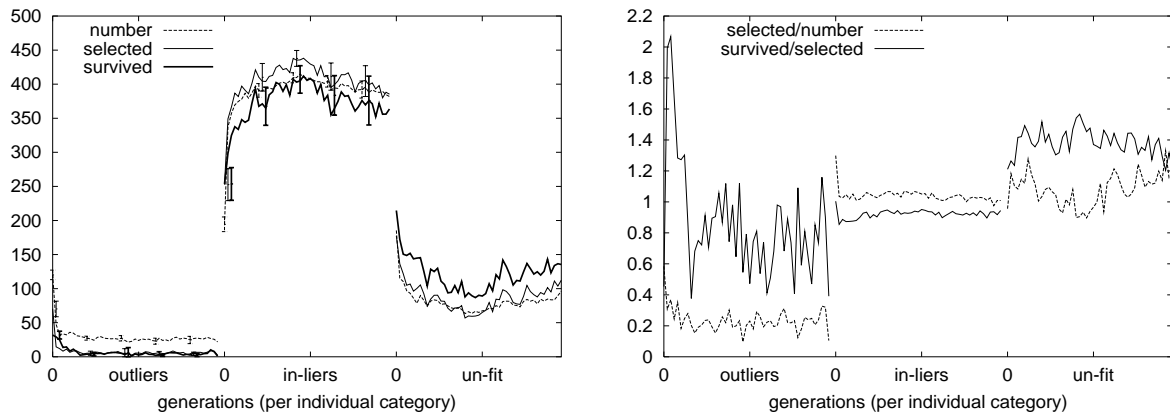 500
450
400
350
300
250
200
150
100
50
0
number
selected
survived
0 outliers 0 in-liers 0 un-fit
generations (per individual category)
2.2
2
1.8
1.6
1.4
1.2
1
0.8
0.6
0.4
0.2
0
selected/number
survived/selected
0 outliers 0 in-liers 0 un-fit
generations (per individual category)